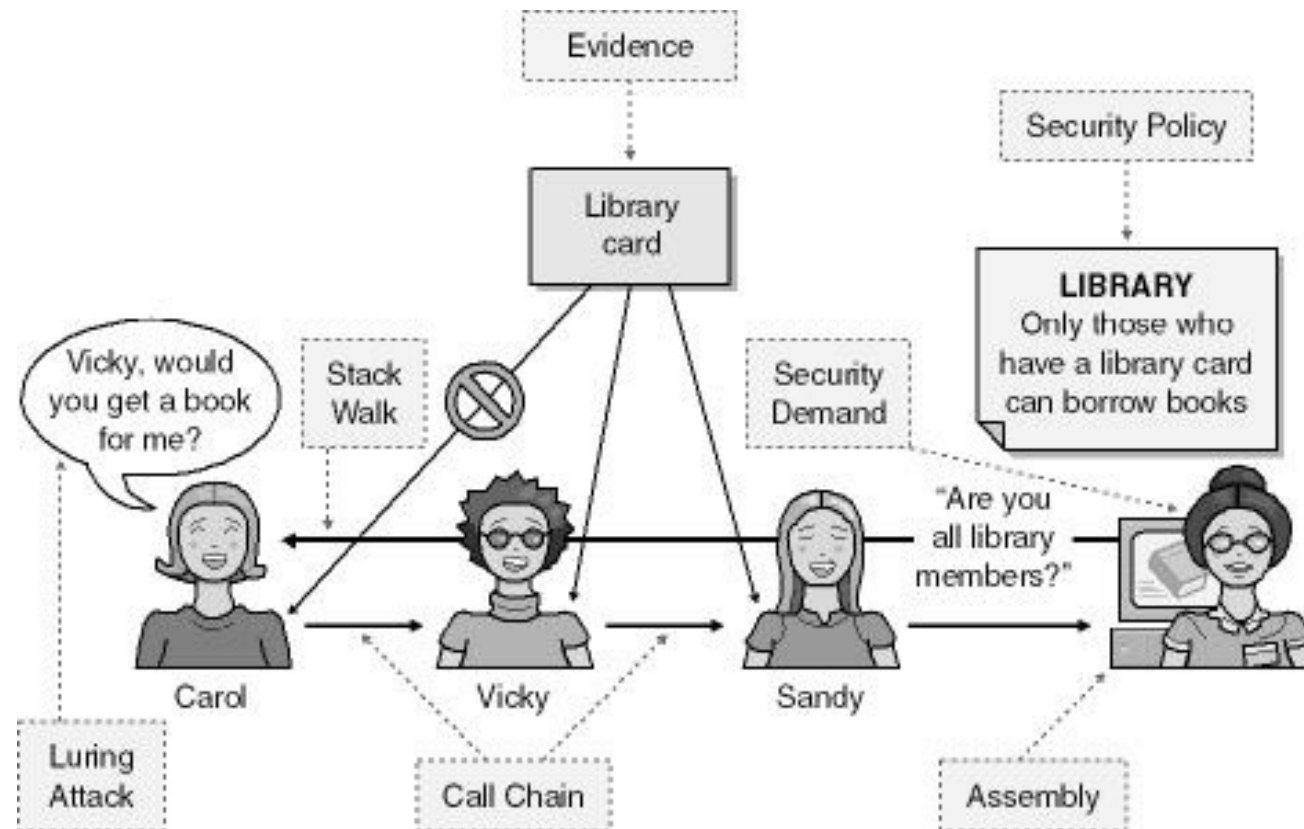 Evidence
Security Policy
Library
card
LIBRARY
Only those who
have a library card
can borrow books
Vicky, would
you get a book
for me?
Stack
Walk
Security
Demand
"Are you
all library
members?"
Carol
Vicky
Sandy
Luring
Attack
Call Chain
Assembly